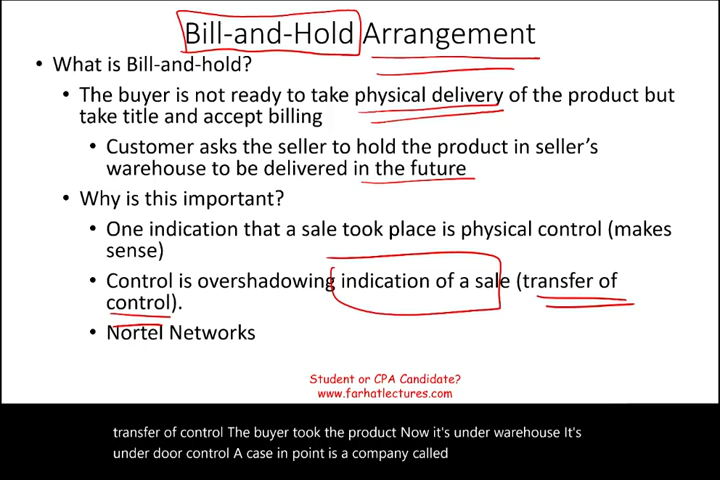 Bill-and-Hold Arrangement
• What is Bill-and-hold?
• The buyer is not ready to take physical delivery of the product but
take title and accept billing
• Customer asks the seller to hold the product in seller's
warehouse to be delivered in the future
• Why is this important?
• One indication that a sale took place is physical control (makes
sense)
• Control is overshadowing indication of a sale (transfer of
control).
• Nortel Networks
Student or CPA Candidate?
www.farhatlectures.com
transfer of control The buyer took the product Now it's under warehouse It's
under door control A case in point is a company called